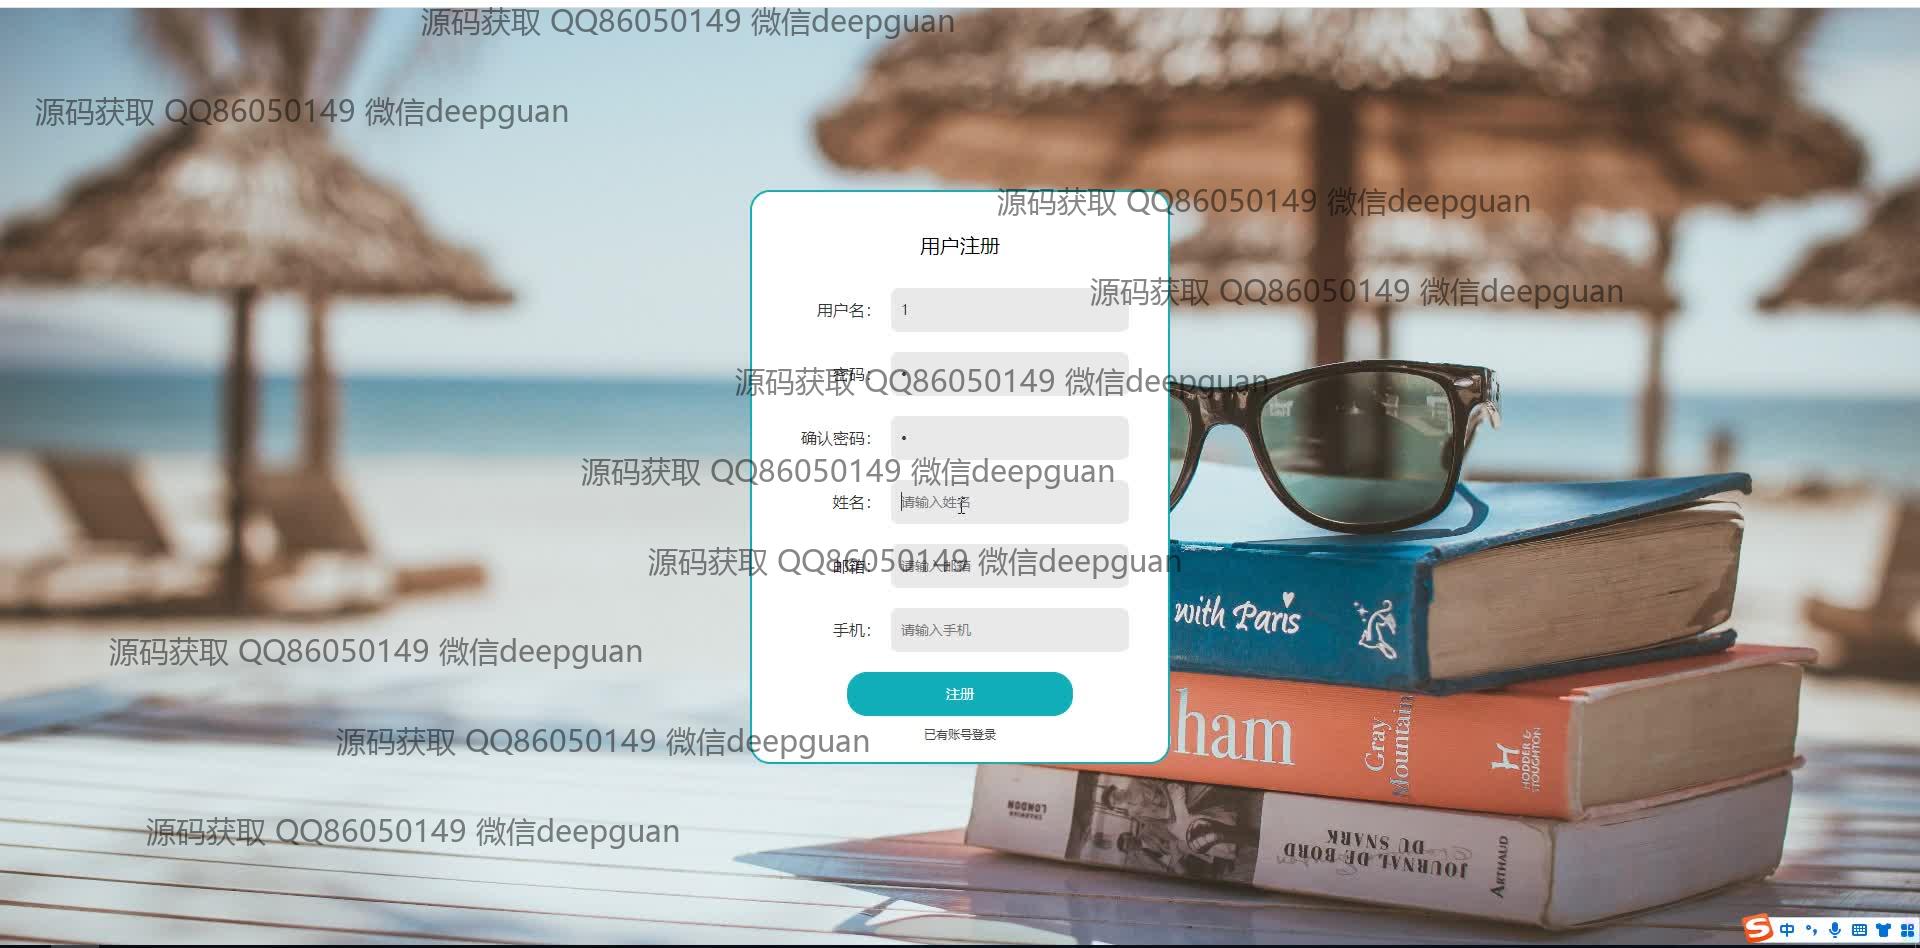 源码获取 QQ86050149 微信deepguan
源码获取 QQ86050149 微信deepguan
源码获取 QQ86050149 微信deepguan
用户注册
源码获取 QQ86050149 微信deepguan
用户名： 1
密码： •
源码获取 QQ86050149 微信deepguan
确认密码： •
源码获取 QQ86050149 微信deepguan
姓名： 请输入姓名
源码获取 QQ86050149 微信deepguan
邮箱： 请输入邮箱
with Paris
手机： 请输入手机
源码获取 QQ86050149 微信deepguan
注册
ham
Gray
Mountain
HODDER &
STOUGHTON
已有账号登录
源码获取 QQ86050149 微信deepguan
LONDON
JOURNAL DE BORD
DU SNARK
ARTHAUD
源码获取 QQ86050149 微信deepguan
中